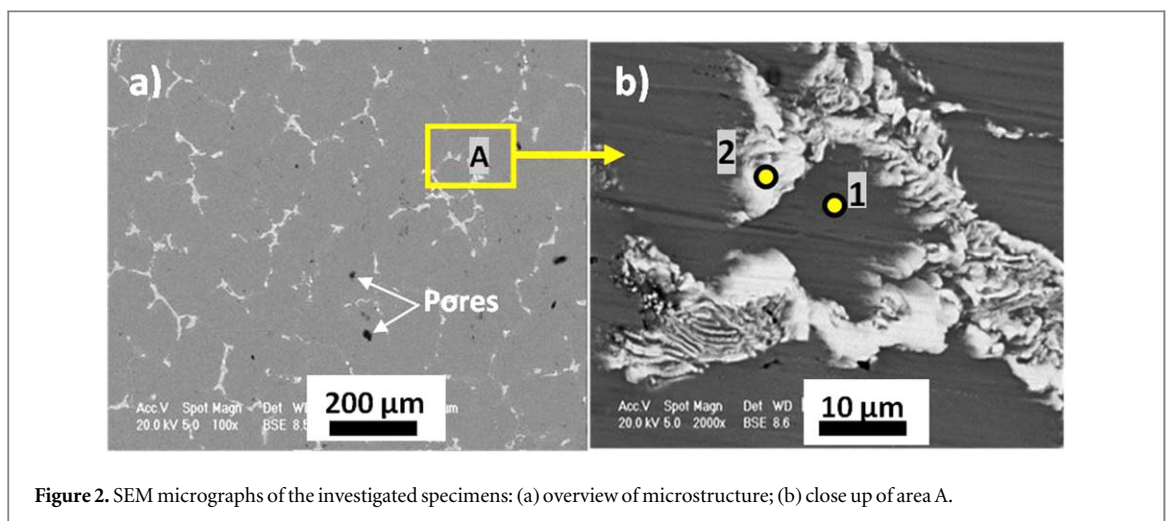 a)
A
Pores
Acc.V Spot Magn Det
20.0 kV 5.0 100x BSE 8.5
200 µm
b)
2
1
Acc.V Spot Magn Det WD
20.0 kV 5.0 2000x BSE 8.6
10 µm
Figure 2. SEM micrographs of the investigated specimens: (a) overview of microstructure; (b) close up of area A.